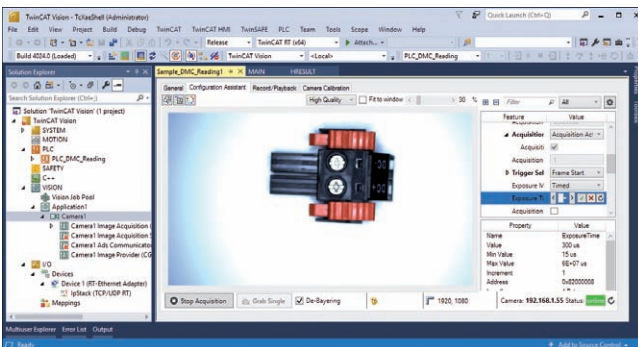 TwinCAT Vision - TcXaeShell (Administrator)
Quick Launch (Ctrl+Q)
File Edit View Project Build Debug TwinCAT TwinCAT HMI TwinSAFE PLC Team Tools Scope Window Help
Release TwinCAT RT (x64) Attach...
Build 4024.0 (Loaded) TwinCAT Vision <Local> PLC_DMC_Reading
Solution Explorer
Search Solution Explorer (Ctrl+;)
Solution 'TwinCAT Vision' (1 project)
TwinCAT Vision
SYSTEM
MOTION
PLC
PLC_DMC_Reading
SAFETY
C++
VISION
Vision Job Pool
Application1
Camera1
Camera1 Image Acquisition (
Camera1 Image Acquisition S
Camera1 Ads Communicator
Camera1 Image Provider (CG
I/O
Devices
Device 1 (RT-Ethernet Adapter)
IpStack (TCP/UDP RT)
Mappings
Sample_DMC_Reading1 MAIN HRESULT
General Configuration Assistant Record/Playback Camera Calibration
High Quality Fit to window 30 %
Stop Acquisition Grab Single De-Bayering 1920, 1080 Camera: 192.168.1.55 Status:
Filter All
Feature Value
Acquisition Acquisition Act
Acquisiti
Acquisition 1
Trigger Sel Frame Start
Exposure M Timed
Exposure Ti
Acquisition
Property Value
Name ExposureTime
Value 300 us
Min Value 15 us
Max Value 6E+07 us
Increment 1
Address 0x82000008
Properties
Multiuser Explorer Error List Output
Ready Add to Source Control